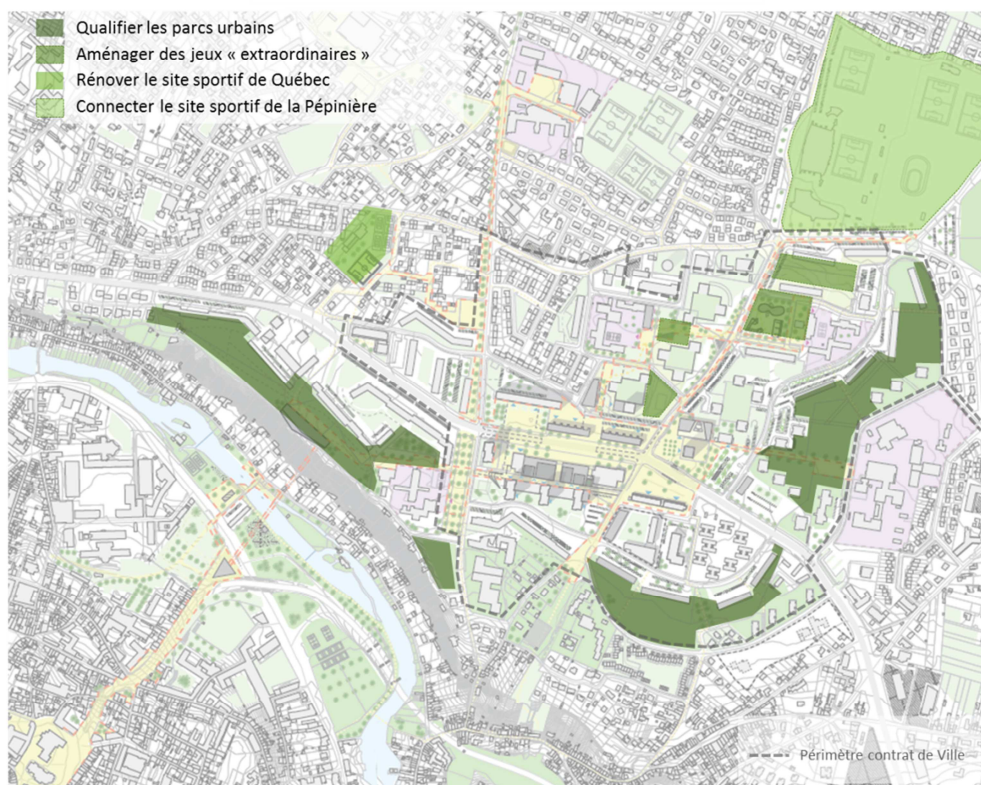 Qualifier les parcs urbains
Aménager des jeux « extraordinaires »
Rénover le site sportif de Québec
Connecter le site sportif de la Pépinière
Périmètre contrat de Ville